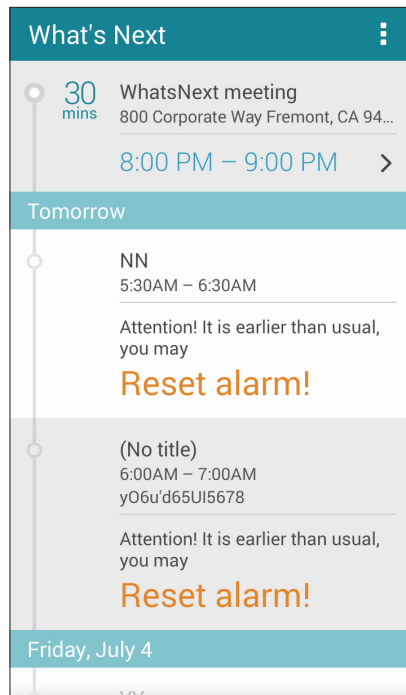 What's Next
30
mins
WhatsNext meeting
800 Corporate Way Fremont, CA 94...
8:00 PM – 9:00 PM
Tomorrow
NN
5:30AM – 6:30AM
Attention! It is earlier than usual,
you may
Reset alarm!
(No title)
6:00AM – 7:00AM
yO6u'd65UI5678
Attention! It is earlier than usual,
you may
Reset alarm!
Friday, July 4